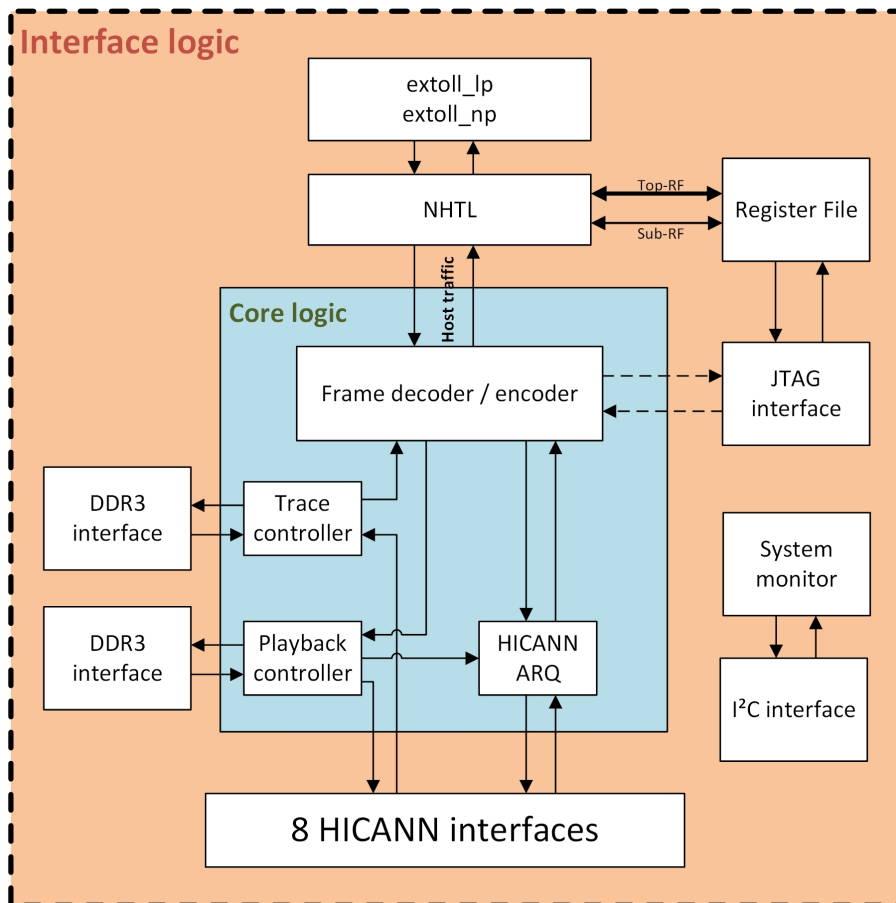 Interface logic
extoll_lp
extoll_np
NHTL
Top-RF
Sub-RF
Register File
Host traffic
Core logic
Frame decoder / encoder
JTAG
interface
DDR3
interface
Trace
controller
System
monitor
DDR3
interface
Playback
controller
HICANN
ARQ
I²C interface
8 HICANN interfaces